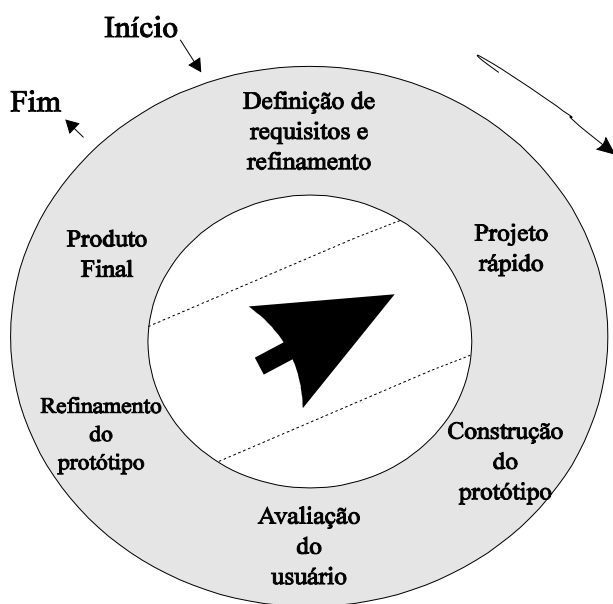 Início
Fim
Definição de
requisitos e
refinamento
Projeto
rápido
Construção
do
protótipo
Avaliação
do
usuário
Refinamento
do
protótipo
Produto
Final